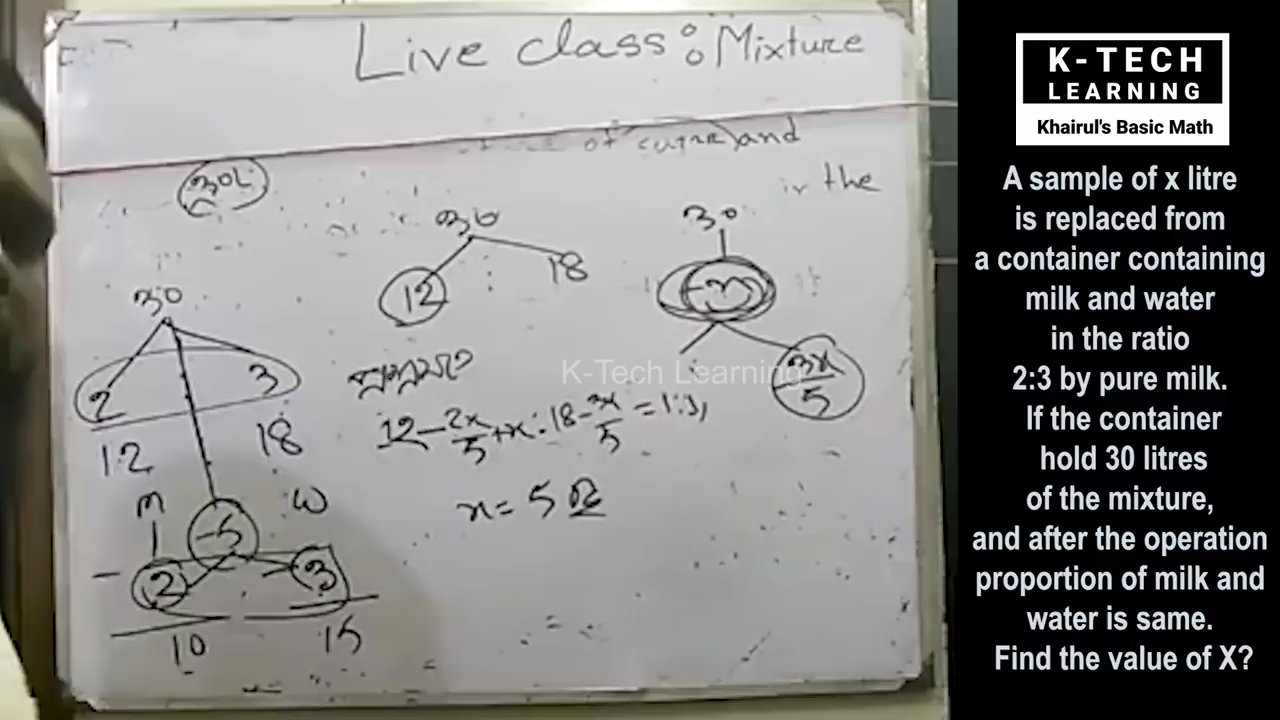 Live class : Mixture
of sugar and
in the
30L
30
12 18
30
-x
3x/5
30
2 3
12 18
M W
-5
2 3
10 15
প্রশ্নমতে
12 - 2x/5 + x : 18 - 3x/5 = 1:1,
x = 5
K-Tech Learning
K-TECH
LEARNING
Khairul's Basic Math
A sample of x litre
is replaced from
a container containing
milk and water
in the ratio
2:3 by pure milk.
If the container
hold 30 litres
of the mixture,
and after the operation
proportion of milk and
water is same.
Find the value of X?